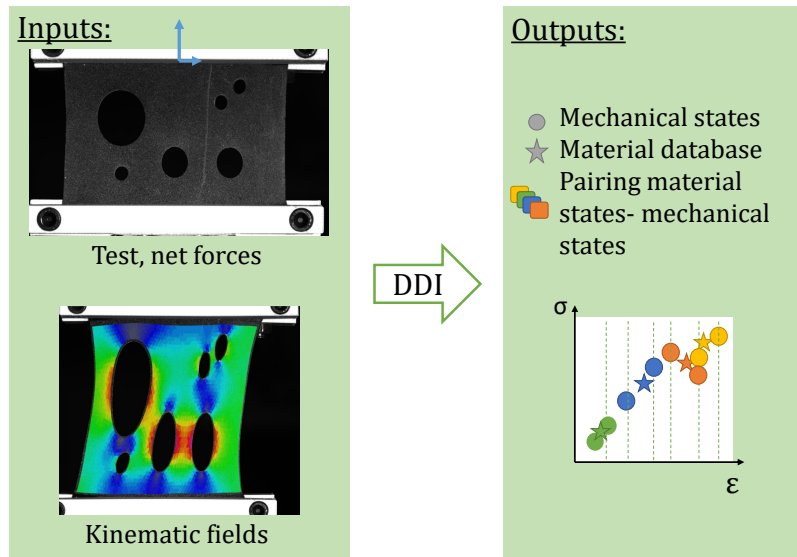 Inputs:
Test, net forces
Kinematic fields
DDI
Outputs:
Mechanical states
Material database
Pairing material
states- mechanical
states
σ
ε